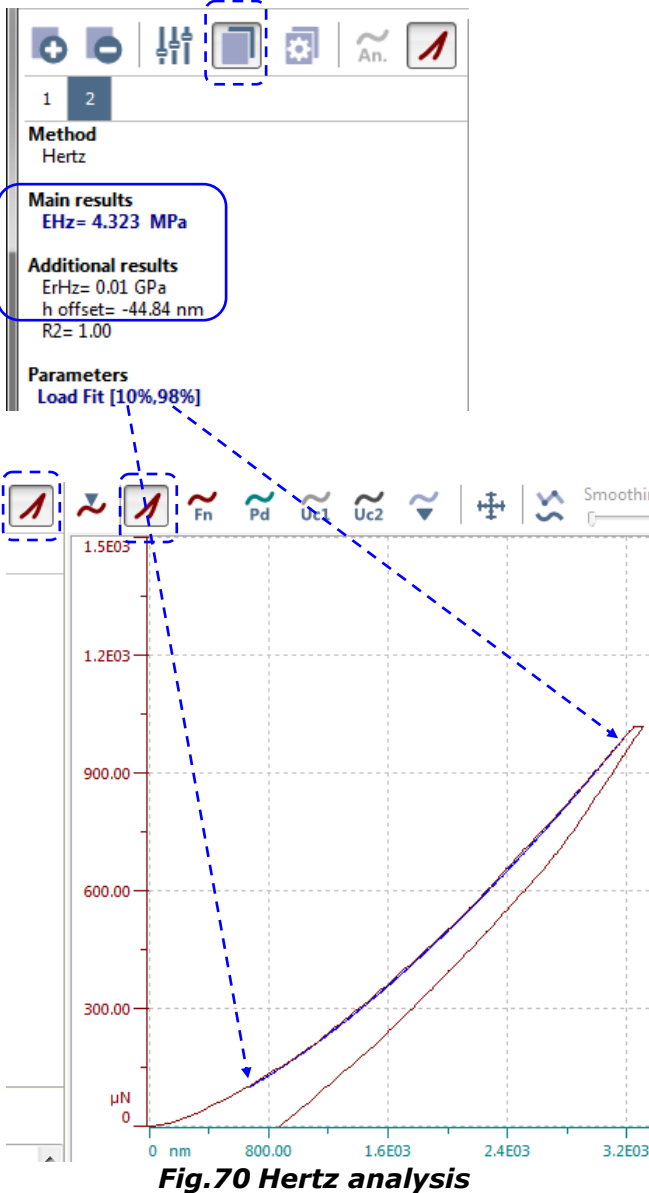 An.
1 2
Method
Hertz
Main results
EHz= 4.323 MPa
Additional results
ErHz= 0.01 GPa
h offset= -44.84 nm
R2= 1.00
Parameters
Load Fit [10%,98%]
Fn Pd Uc1 Uc2 Smoothin
1.5E03
1.2E03
900.00
600.00
300.00
µN
0
0 nm 800.00 1.6E03 2.4E03 3.2E03
Fig.70 Hertz analysis